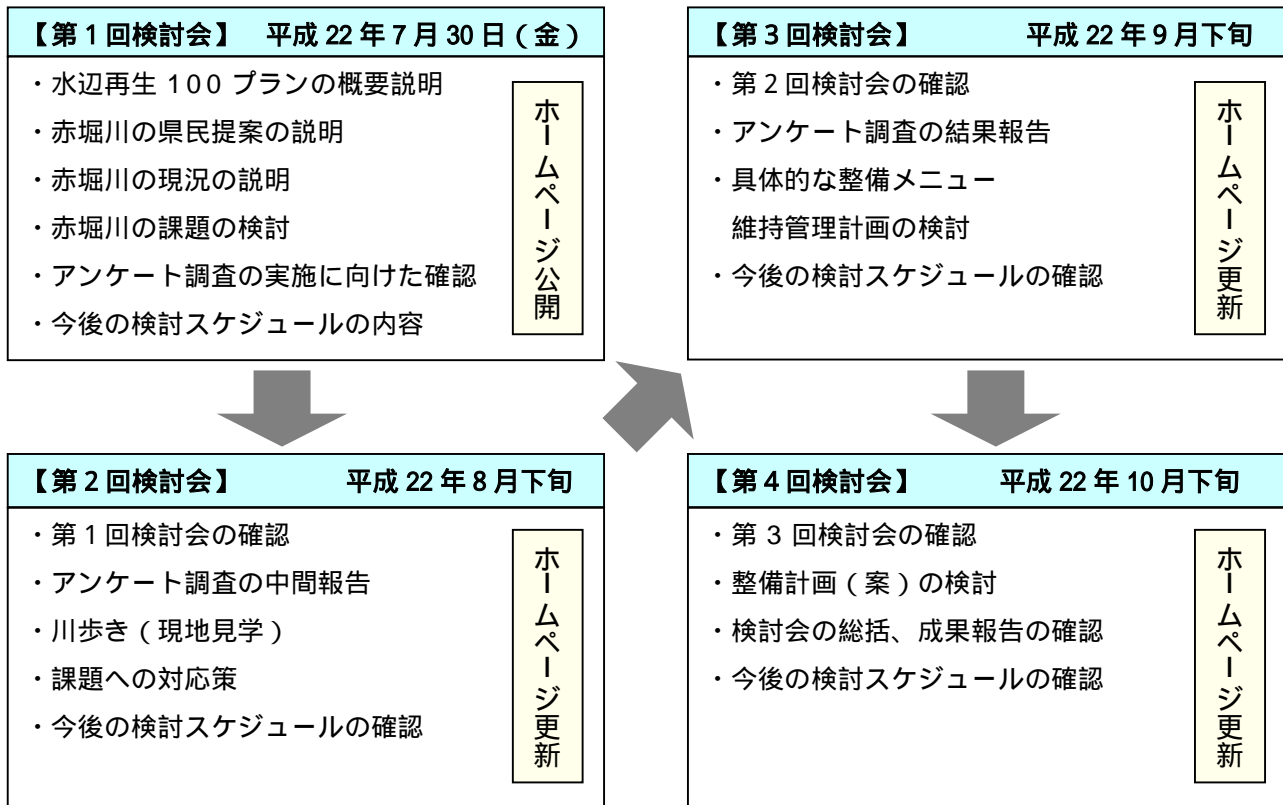 【第１回検討会】　平成 22 年 7 月 30 日（金）
・水辺再生 100 プランの概要説明
・赤堀川の県民提案の説明
・赤堀川の現況の説明
・赤堀川の課題の検討
・アンケート調査の実施に向けた確認
・今後の検討スケジュールの内容
ホームページ公開
【第２回検討会】　平成 22 年 8 月下旬
・第１回検討会の確認
・アンケート調査の中間報告
・川歩き（現地見学）
・課題への対応策
・今後の検討スケジュールの確認
ホームページ更新
【第３回検討会】　平成 22 年 9 月下旬
・第２回検討会の確認
・アンケート調査の結果報告
・具体的な整備メニュー
維持管理計画の検討
・今後の検討スケジュールの確認
ホームページ更新
【第４回検討会】　平成 22 年 10 月下旬
・第 3 回検討会の確認
・整備計画（案）の検討
・検討会の総括、成果報告の確認
・今後の検討スケジュールの確認
ホームページ更新